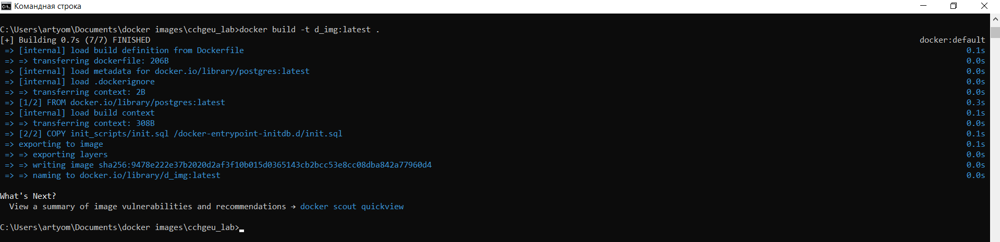 Командная строка
C:\Users\artyom\Documents\docker images\cchgeu_lab>docker build -t d_img:latest .
[+] Building 0.7s (7/7) FINISHED docker:default
=> [internal] load build definition from Dockerfile 0.1s
=> => transferring dockerfile: 206B 0.0s
=> [internal] load metadata for docker.io/library/postgres:latest 0.0s
=> [internal] load .dockerignore 0.0s
=> => transferring context: 2B 0.0s
=> [1/2] FROM docker.io/library/postgres:latest 0.3s
=> [internal] load build context 0.1s
=> => transferring context: 308B 0.0s
=> [2/2] COPY init_scripts/init.sql /docker-entrypoint-initdb.d/init.sql 0.1s
=> exporting to image 0.1s
=> => exporting layers 0.0s
=> => writing image sha256:9478e222e37b2020d2af3f10b015d0365143cb2bcc53e8cc08dba842a77960d4 0.0s
=> => naming to docker.io/library/d_img:latest 0.0s
What's Next?
View a summary of image vulnerabilities and recommendations → docker scout quickview
C:\Users\artyom\Documents\docker images\cchgeu_lab>